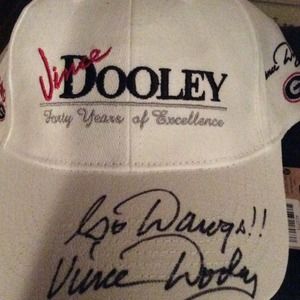 Vince DOOLEY
Forty Years of Excellence
Go Dawgs!!
Vince Dooley
G